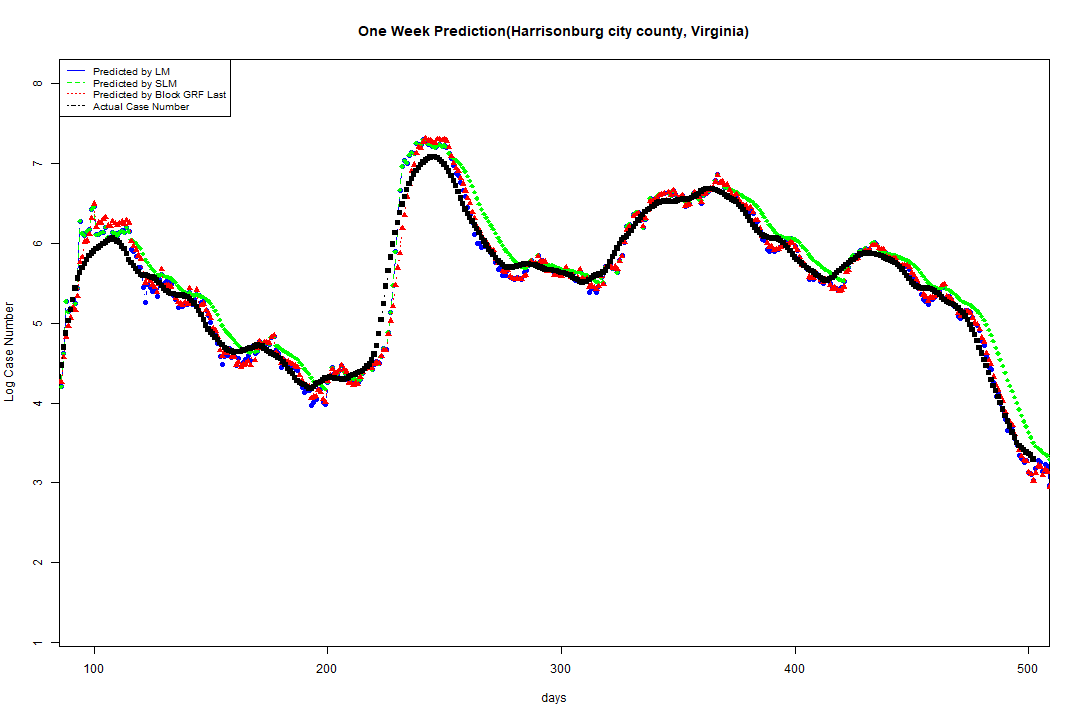 One Week Prediction(Harrisonburg city county, Virginia)
Predicted by LM
Predicted by SLM
Predicted by Block GRF Last
Actual Case Number
8
7
6
5
4
3
2
1
Log Case Number
100 200 300 400 500
days